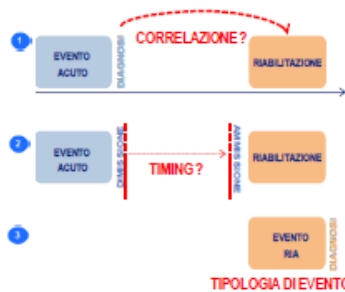 1
CORRELAZIONE?
EVENTO
ACUTO
DIAGNOSI
RIABILITAZIONE
2
EVENTO
ACUTO
DIMISSIONE
TIMING?
AMMISSIONE
RIABILITAZIONE
3
EVENTO
RIA
DIAGNOSI
TIPOLOGIA DI EVENTO